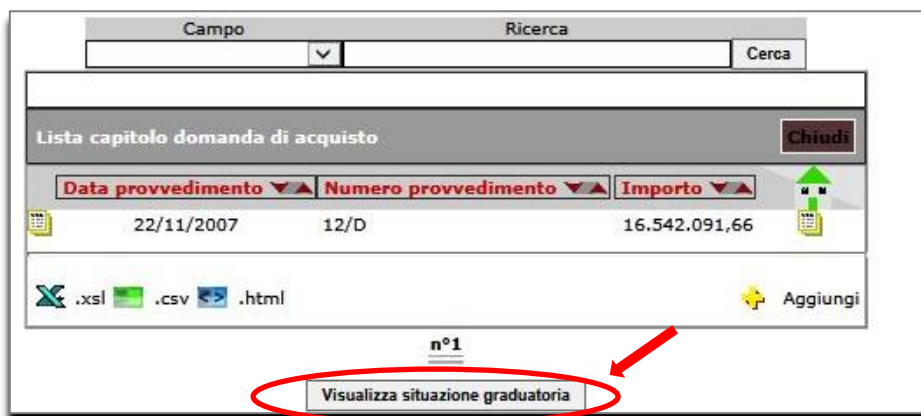 Campo Ricerca
Cerca
Lista capitolo domanda di acquisto Chiudi
Data provvedimento Numero provvedimento Importo
22/11/2007 12/D 16.542.091,66
.xsl .csv .html Aggiungi
n°1
Visualizza situazione graduatoria